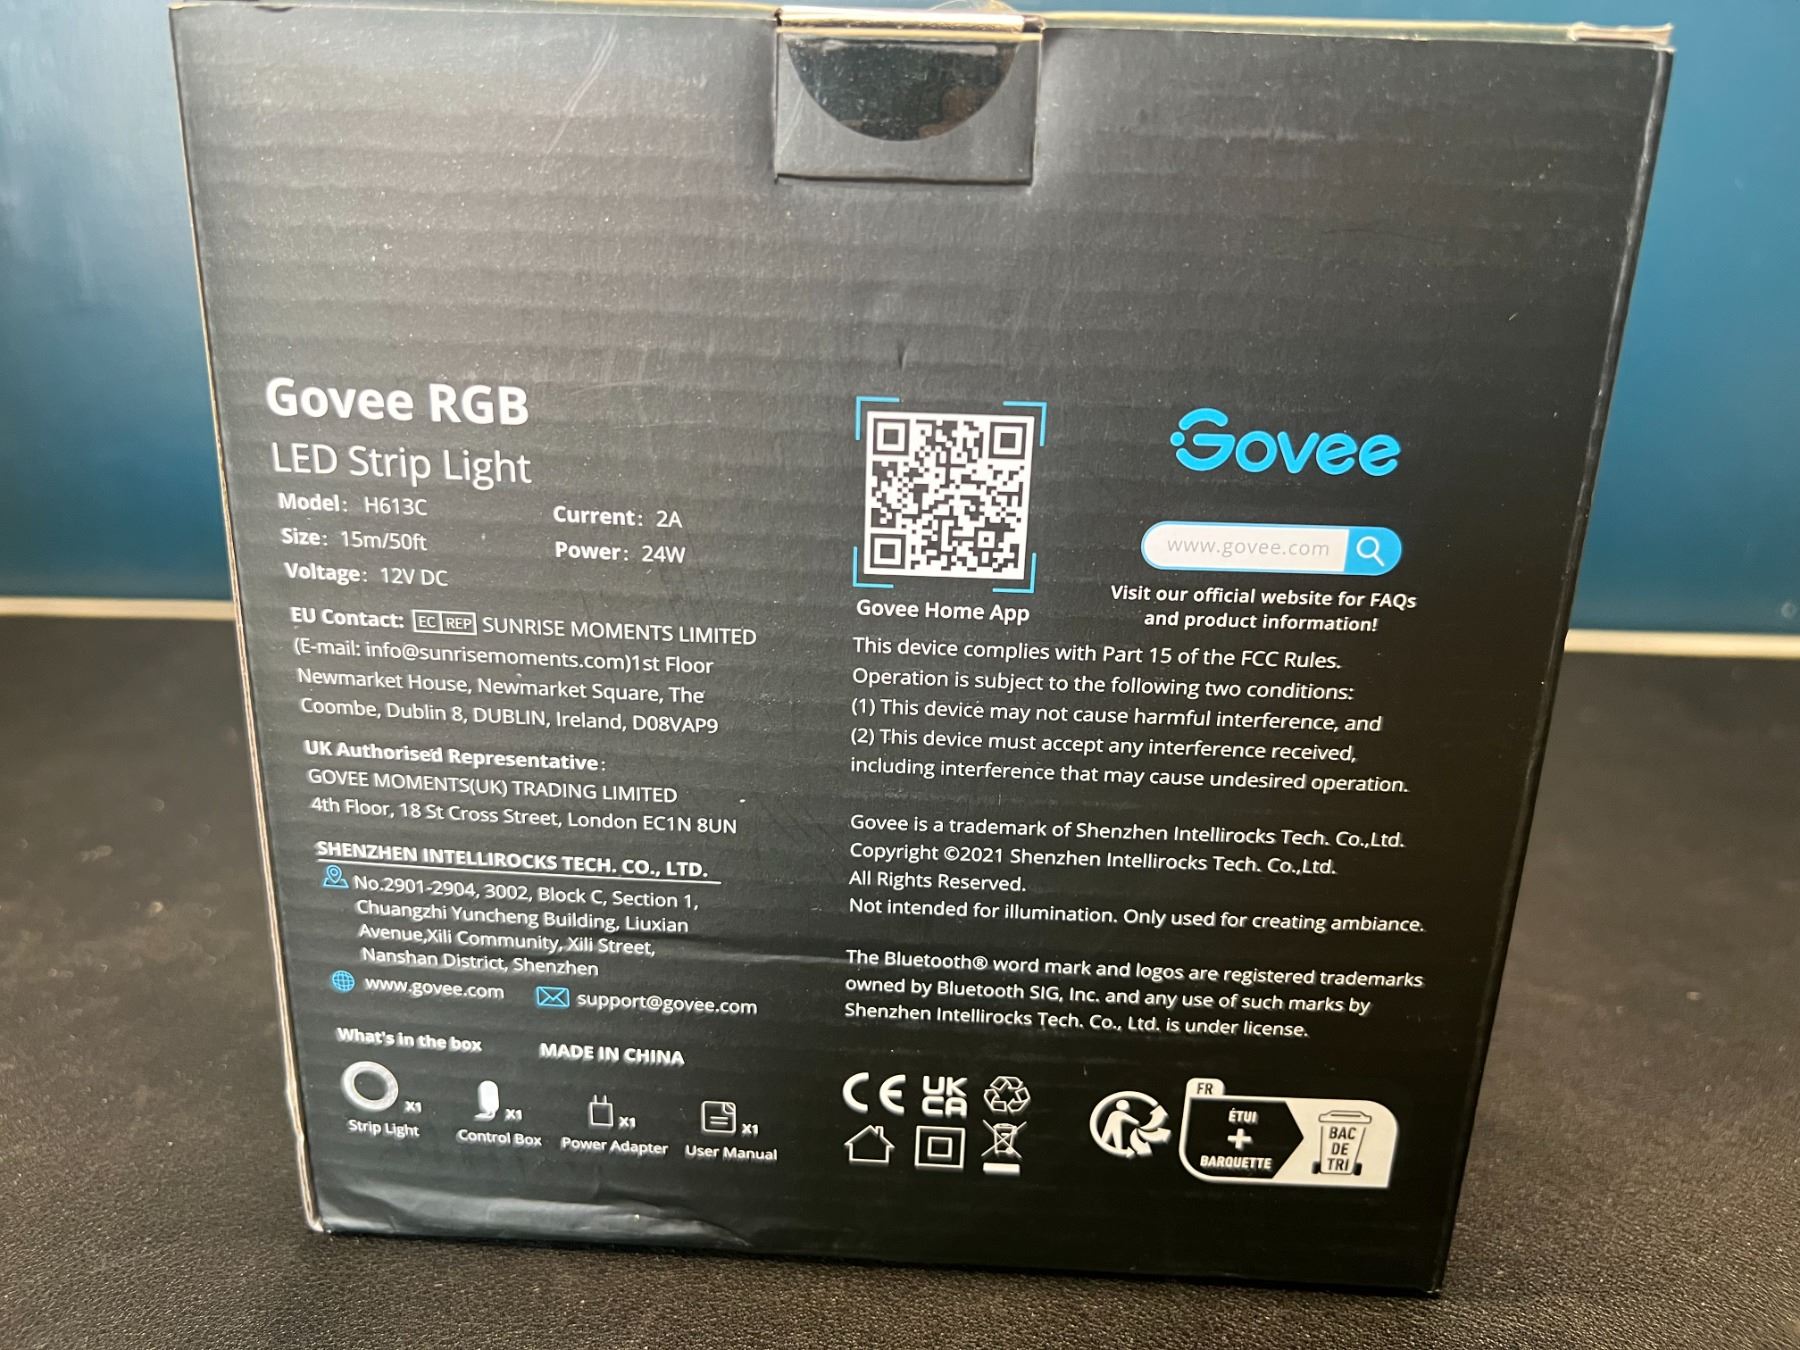 Govee RGB
LED Strip Light
Model: H613C
Size: 15m/50ft
Voltage: 12V DC
Current: 2A
Power: 24W
EU Contact: EC REP SUNRISE MOMENTS LIMITED
(E-mail: info@sunrisemoments.com)1st Floor
Newmarket House, Newmarket Square, The
Coombe, Dublin 8, DUBLIN, Ireland, D08VAP9
UK Authorised Representative:
GOVEE MOMENTS(UK) TRADING LIMITED
4th Floor, 18 St Cross Street, London EC1N 8UN
SHENZHEN INTELLIROCKS TECH. CO., LTD.
No.2901-2904, 3002, Block C, Section 1,
Chuangzhi Yuncheng Building, Liuxian
Avenue,Xili Community, Xili Street,
Nanshan District, Shenzhen
www.govee.com support@govee.com
What's in the box
MADE IN CHINA
X1 X1 X1 X1
Strip Light Control Box Power Adapter User Manual
Govee Home App
Govee
www.govee.com
Visit our official website for FAQs
and product information!
This device complies with Part 15 of the FCC Rules.
Operation is subject to the following two conditions:
(1) This device may not cause harmful interference, and
(2) This device must accept any interference received,
including interference that may cause undesired operation.
Govee is a trademark of Shenzhen Intellirocks Tech. Co.,Ltd.
Copyright ©2021 Shenzhen Intellirocks Tech. Co.,Ltd.
All Rights Reserved.
Not intended for illumination. Only used for creating ambiance.
The Bluetooth® word mark and logos are registered trademarks
owned by Bluetooth SIG, Inc. and any use of such marks by
Shenzhen Intellirocks Tech. Co., Ltd. is under license.
CE
UK
CA
FR
ÉTUI
+
BARQUETTE
BAC
DE
TRI